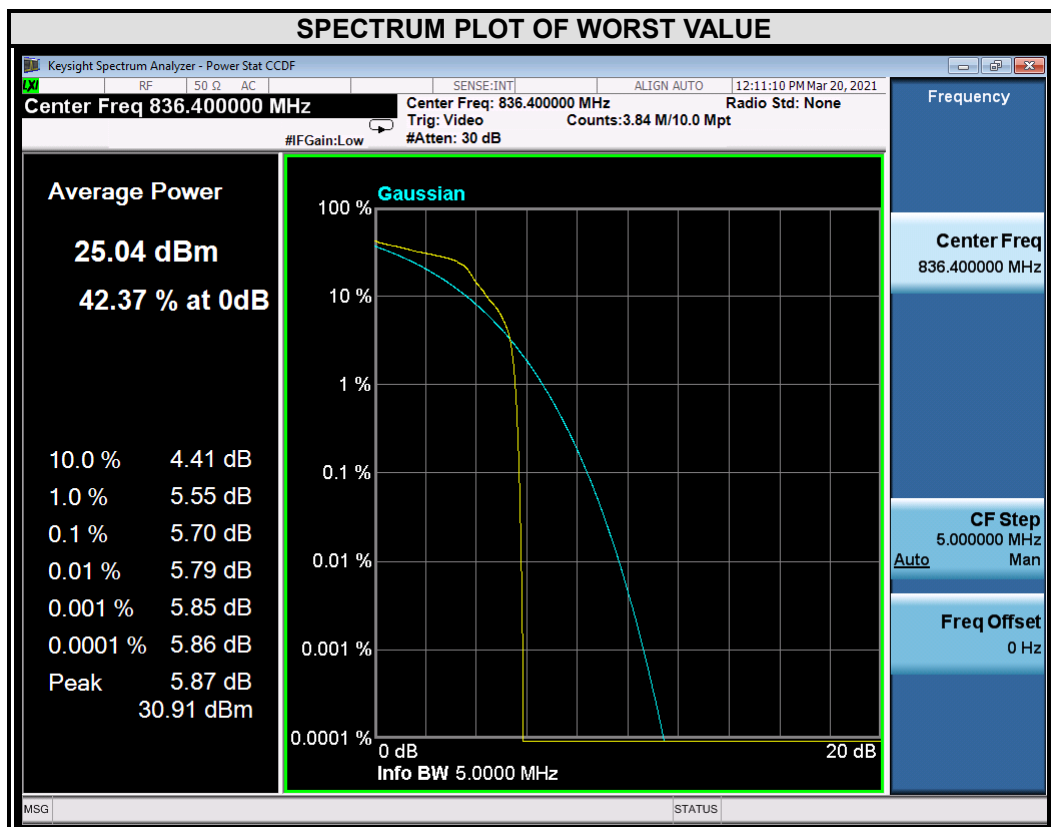 SPECTRUM PLOT OF WORST VALUE
Keysight Spectrum Analyzer - Power Stat CCDF
LXI RF 50 Ω AC SENSE:INT ALIGN AUTO 12:11:10 PM Mar 20, 2021
Center Freq 836.400000 MHz
Center Freq: 836.400000 MHz Radio Std: None
Trig: Video Counts:3.84 M/10.0 Mpt
#IFGain:Low #Atten: 30 dB
Frequency
Average Power
25.04 dBm
42.37 % at 0dB
10.0 % 4.41 dB
1.0 % 5.55 dB
0.1 % 5.70 dB
0.01 % 5.79 dB
0.001 % 5.85 dB
0.0001 % 5.86 dB
Peak 5.87 dB
30.91 dBm
Gaussian
100 %
10 %
1 %
0.1 %
0.01 %
0.001 %
0.0001 %
0 dB 20 dB
Info BW 5.0000 MHz
Center Freq
836.400000 MHz
CF Step
5.000000 MHz
Auto Man
Freq Offset
0 Hz
MSG STATUS